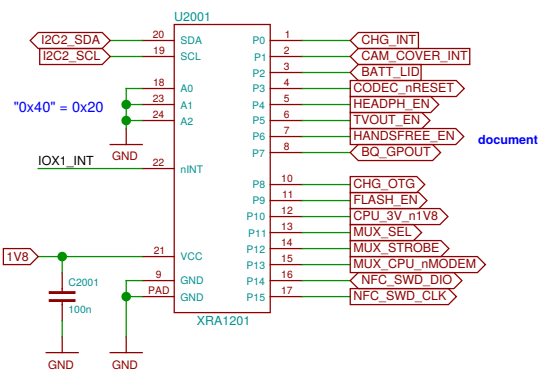 U2001
I2C2_SDA 20 SDA P0 1 CHG_INT
I2C2_SCL 19 SCL P1 2 CAM_COVER_INT
P2 3 BATT_LID
18 A0 P3 4 CODEC_nRESET
"0x40" = 0x20 23 A1 P4 5 HEADPH_EN
24 A2 P5 6 TVOUT_EN
P6 7 HANDSFREE_EN
document
GND P7 8 BQ_GPOUT
IOX1_INT 22 nINT
P8 10 CHG_OTG
P9 11 FLASH_EN
P10 12 CPU_3V_n1V8
P11 13 MUX_SEL
P12 14 MUX_STROBE
1V8 21 VCC P13 15 MUX_CPU_nMODEM
9 GND P14 16 NFC_SWD_DIO
C2001 PAD GND P15 17 NFC_SWD_CLK
100n
XRA1201
GND GND